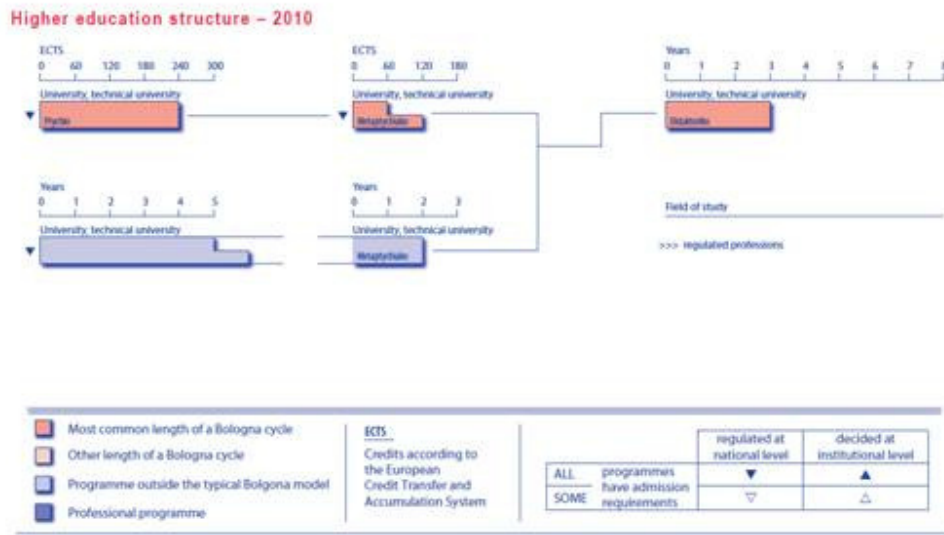 Higher education structure – 2010
ECTS
0 60 120 180 240 300
University, technical university
Ptychio
ECTS
0 60 120 180
University, technical university
Metaptychiako
Years
0 1 2 3 4 5 6 7 8
University, technical university
Years
0 1 2 3 4 5
University, technical university
Years
0 1 2 3
University, technical university
Metaptychiako
Field of study
>>> regulated professions
Most common length of a Bologna cycle
Other length of a Bologna cycle
Programme outside the typical Bolgona model
Professional programme
ECTS
Credits according to
the European
Credit Transfer and
Accumulation System
regulated at
national level
decided at
institutional level
ALL
SOME
programmes
have admission
requirements
▼ ▲
▽ △